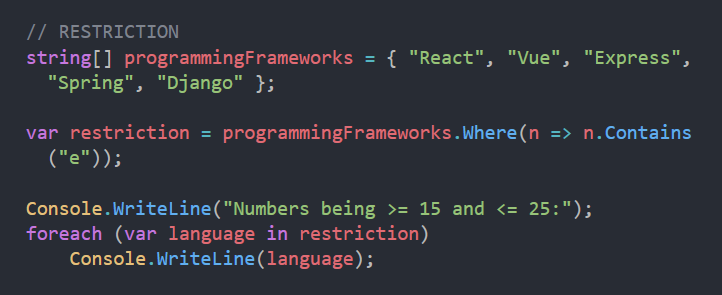 // RESTRICTION
string[] programmingFrameworks = { "React", "Vue", "Express",
"Spring", "Django" };
var restriction = programmingFrameworks.Where(n => n.Contains
("e"));
Console.WriteLine("Numbers being >= 15 and <= 25:");
foreach (var language in restriction)
Console.WriteLine(language);